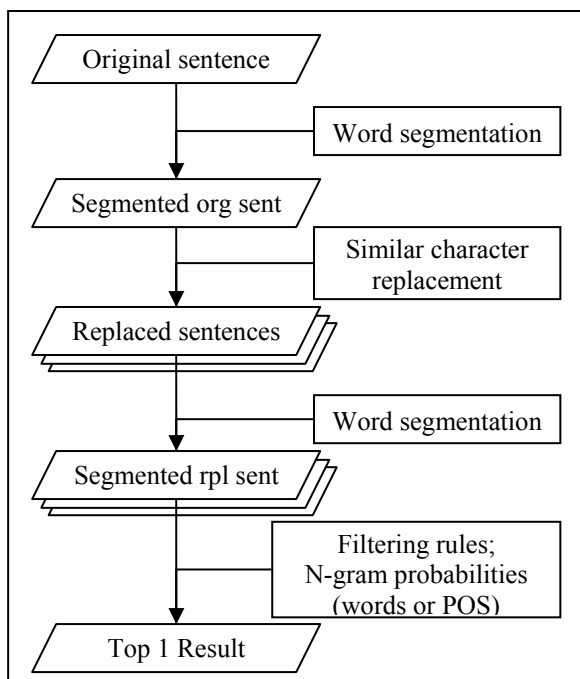 Original sentence
Word segmentation
Segmented org sent
Similar character
replacement
Replaced sentences
Word segmentation
Segmented rpl sent
Filtering rules;
N-gram probabilities
(words or POS)
Top 1 Result